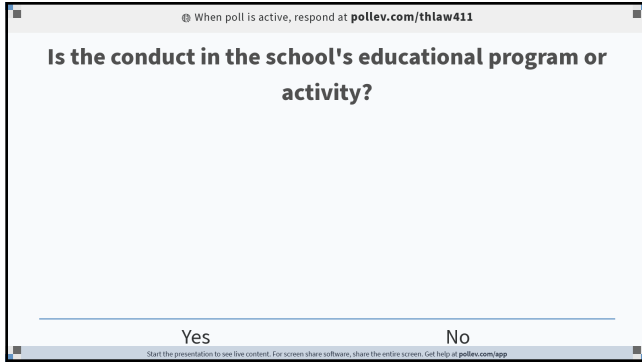 When poll is active, respond at pollev.com/thlaw411
Is the conduct in the school's educational program or
activity?
Yes No
Start the presentation to see live content. For screen share software, share the entire screen. Get help at pollev.com/app